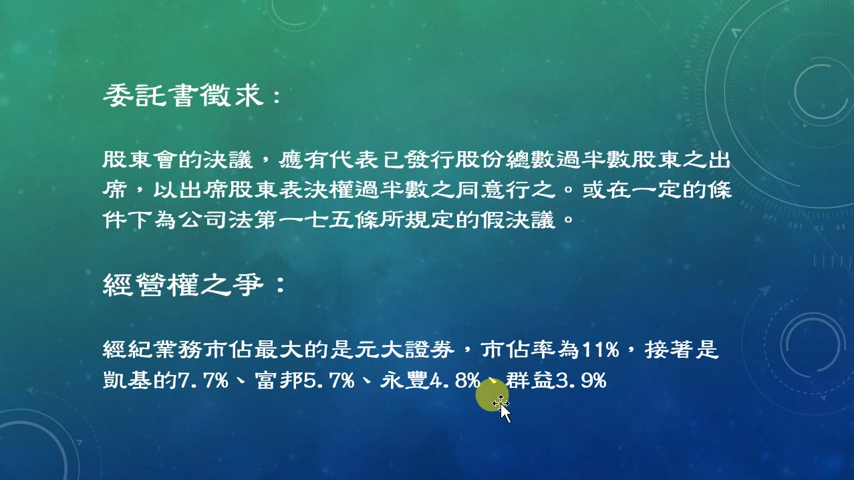 委託書徵求：
股東會的決議，應有代表已發行股份總數過半數股東之出
席，以出席股東表決權過半數之同意行之。或在一定的條
件下為公司法第一七五條所規定的假決議。
經營權之爭：
經紀業務市佔最大的是元大證券，市佔率為11%，接著是
凱基的7.7%、富邦5.7%、永豐4.8%、群益3.9%